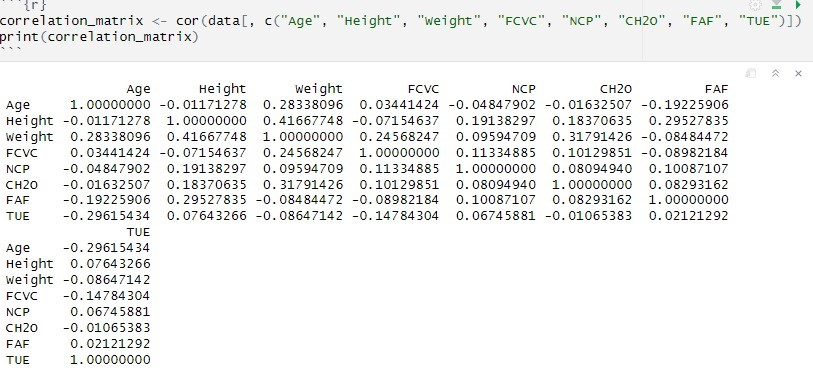 ```{r}
correlation_matrix <- cor(data[, c("Age", "Height", "Weight", "FCVC", "NCP", "CH2O", "FAF", "TUE")])
print(correlation_matrix)
```
Age Height Weight FCVC NCP CH2O FAF
Age 1.00000000 -0.01171278 0.28338096 0.03441424 -0.04847902 -0.01632507 -0.19225906
Height -0.01171278 1.00000000 0.41667748 -0.07154637 0.19138297 0.18370635 0.29527835
Weight 0.28338096 0.41667748 1.00000000 0.24568247 0.09594709 0.31791426 -0.08484472
FCVC 0.03441424 -0.07154637 0.24568247 1.00000000 0.11334885 0.10129851 -0.08982184
NCP -0.04847902 0.19138297 0.09594709 0.11334885 1.00000000 0.08094940 0.10087107
CH2O -0.01632507 0.18370635 0.31791426 0.10129851 0.08094940 1.00000000 0.08293162
FAF -0.19225906 0.29527835 -0.08484472 -0.08982184 0.10087107 0.08293162 1.00000000
TUE -0.29615434 0.07643266 -0.08647142 -0.14784304 0.06745881 -0.01065383 0.02121292
TUE
Age -0.29615434
Height 0.07643266
Weight -0.08647142
FCVC -0.14784304
NCP 0.06745881
CH2O -0.01065383
FAF 0.02121292
TUE 1.00000000